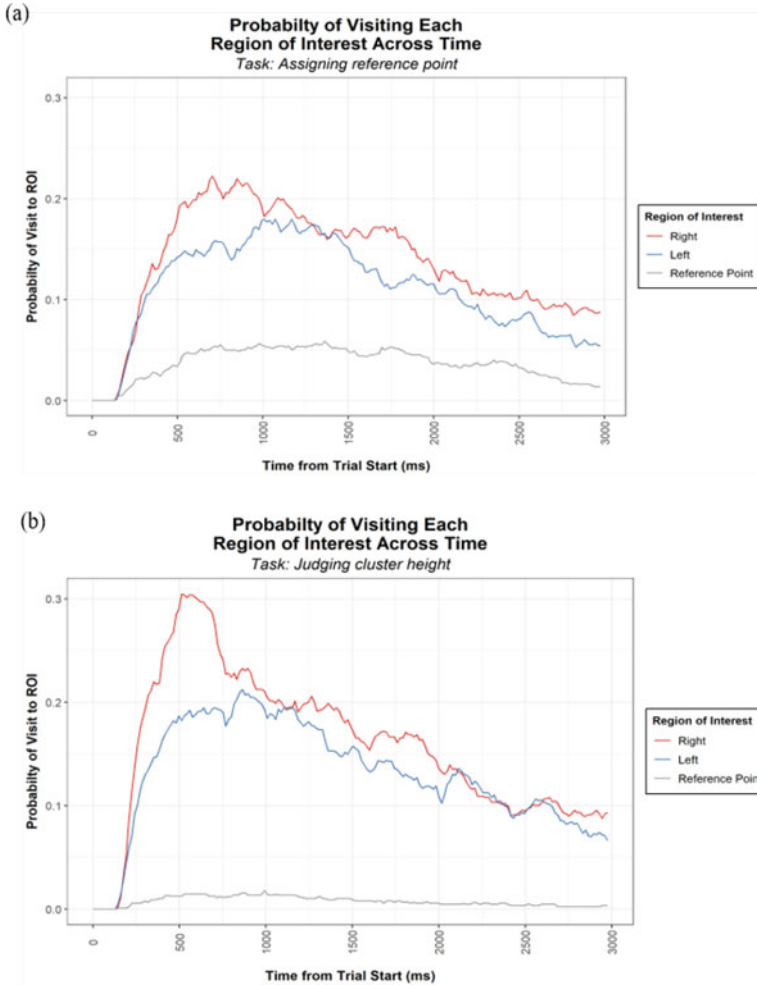 (a)
Probabilty of Visiting Each
Region of Interest Across Time
Task: Assigning reference point
0.3
0.2
0.1
0.0
Probability of Visit to ROI
0
500
1000
1500
2000
2500
3000
Time from Trial Start (ms)
Region of Interest
Right
Left
Reference Point
(b)
Probabilty of Visiting Each
Region of Interest Across Time
Task: Judging cluster height
0.3
0.2
0.1
0.0
Probability of Visit to ROI
0
500
1000
1500
2000
2500
3000
Time from Trial Start (ms)
Region of Interest
Right
Left
Reference Point